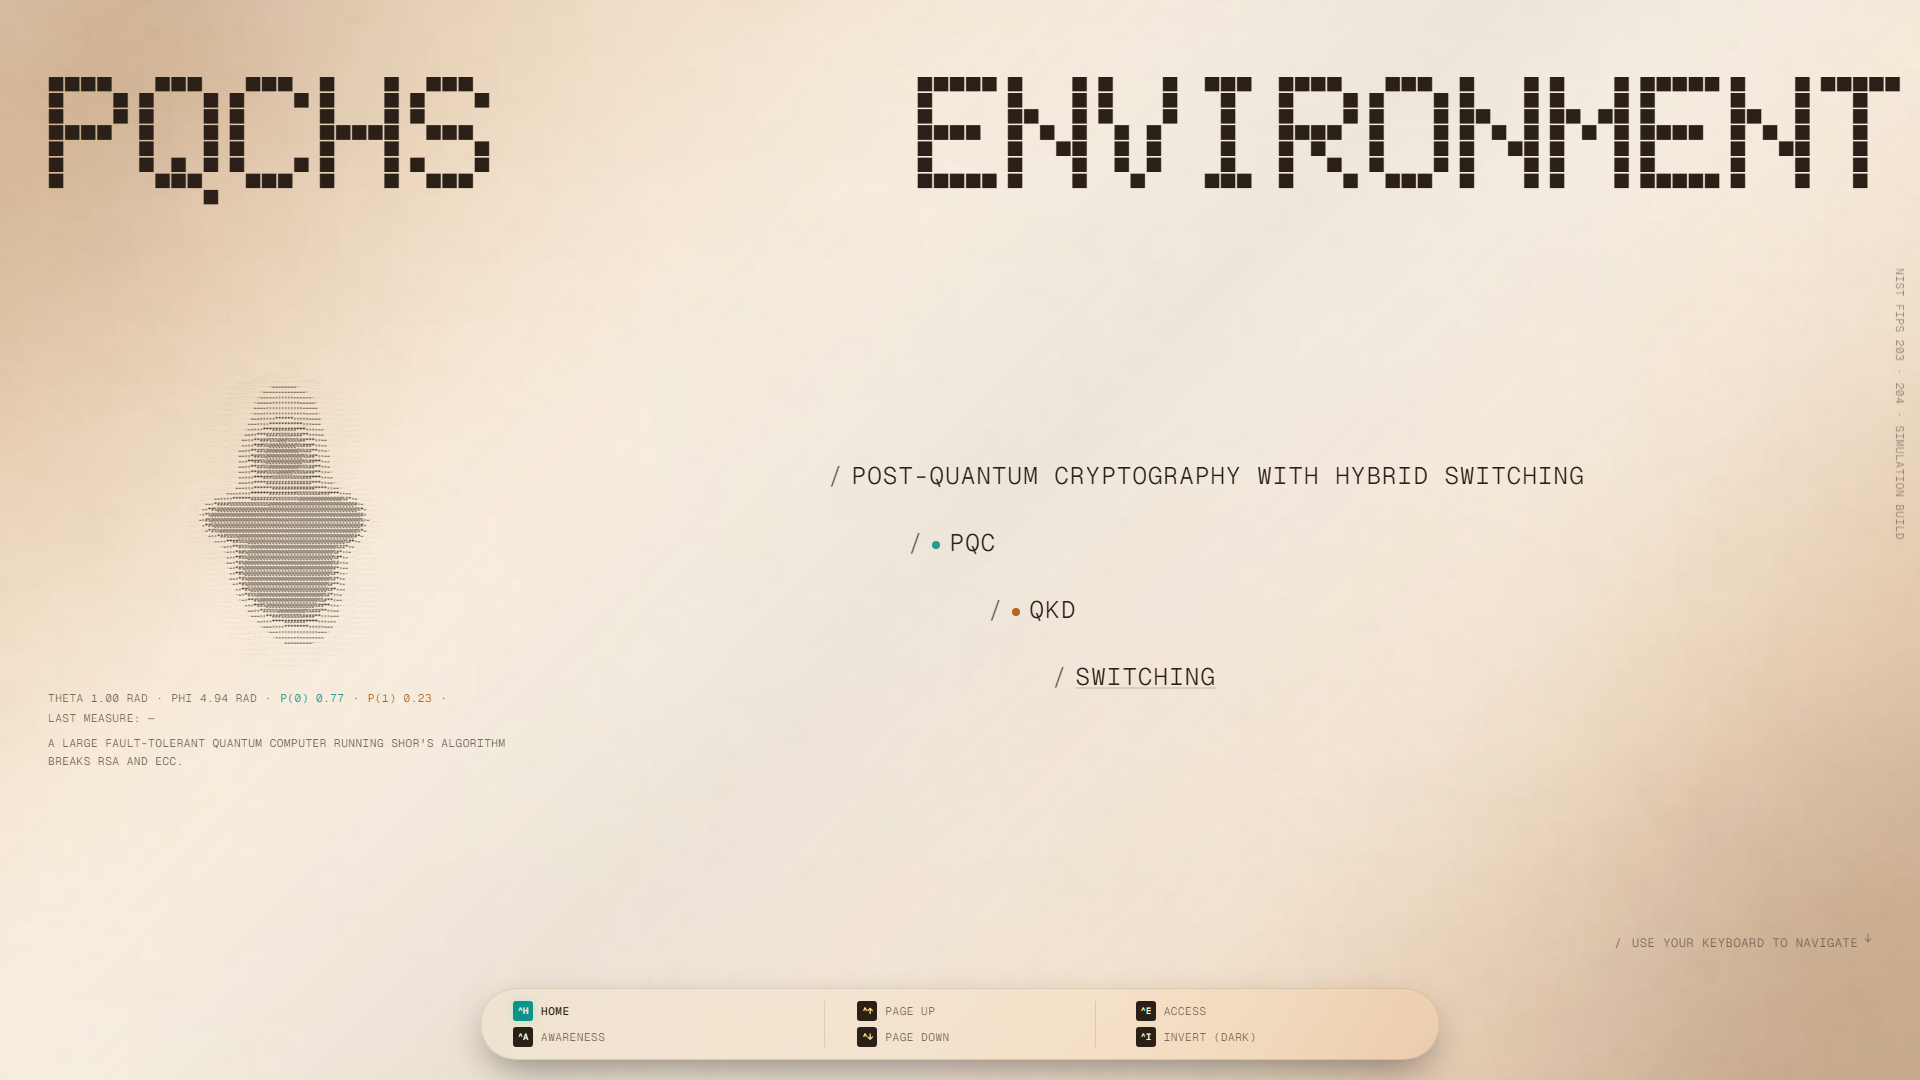 PQCHS ENVIRONMENT
NIST FIPS 203 · 204 · SIMULATION BUILD
/ POST-QUANTUM CRYPTOGRAPHY WITH HYBRID SWITCHING
/ • PQC
/ • QKD
/ SWITCHING
THETA 1.00 RAD · PHI 4.94 RAD · P(0) 0.77 · P(1) 0.23 ·
LAST MEASURE: —
A LARGE FAULT-TOLERANT QUANTUM COMPUTER RUNNING SHOR'S ALGORITHM
BREAKS RSA AND ECC.
/ USE YOUR KEYBOARD TO NAVIGATE ↓
^H HOME
^A AWARENESS
^↑ PAGE UP
^↓ PAGE DOWN
^E ACCESS
^I INVERT (DARK)